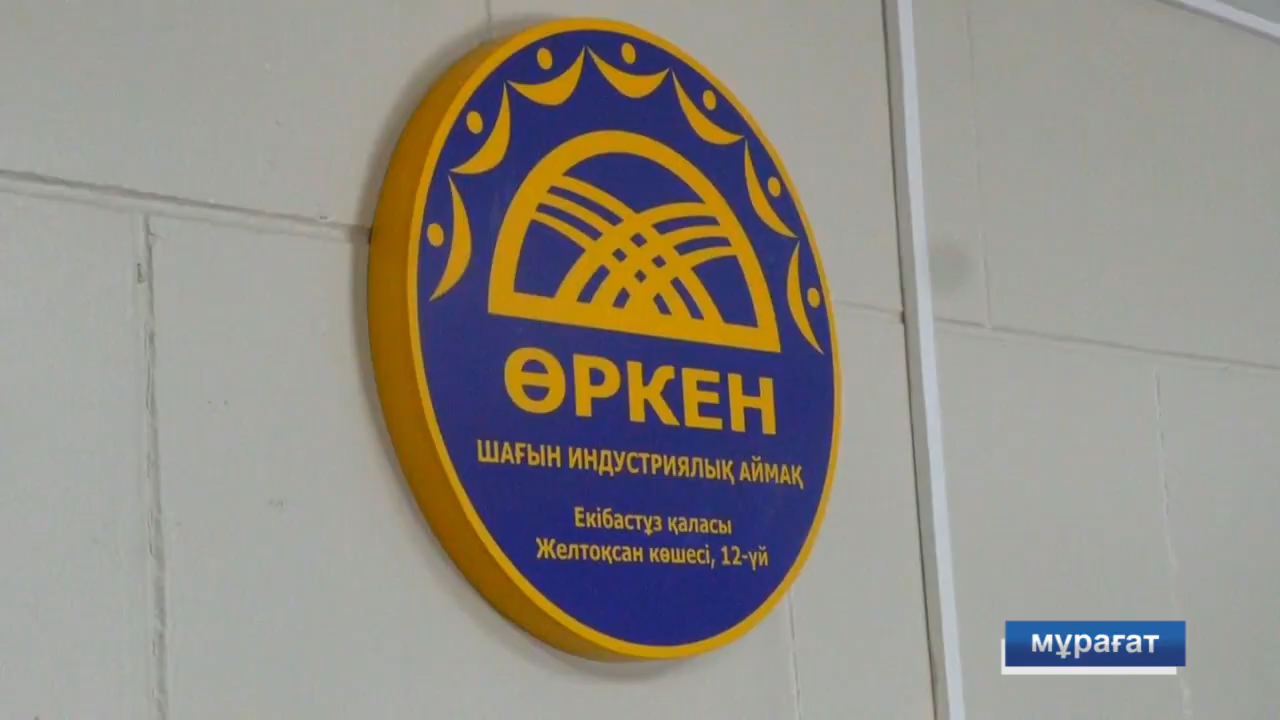 ӨРКЕН
ШАҒЫН ИНДУСТРИЯЛЫҚ АЙМАҚ
Екібастұз қаласы
Желтоқсан көшесі, 12-үй
мұрағат